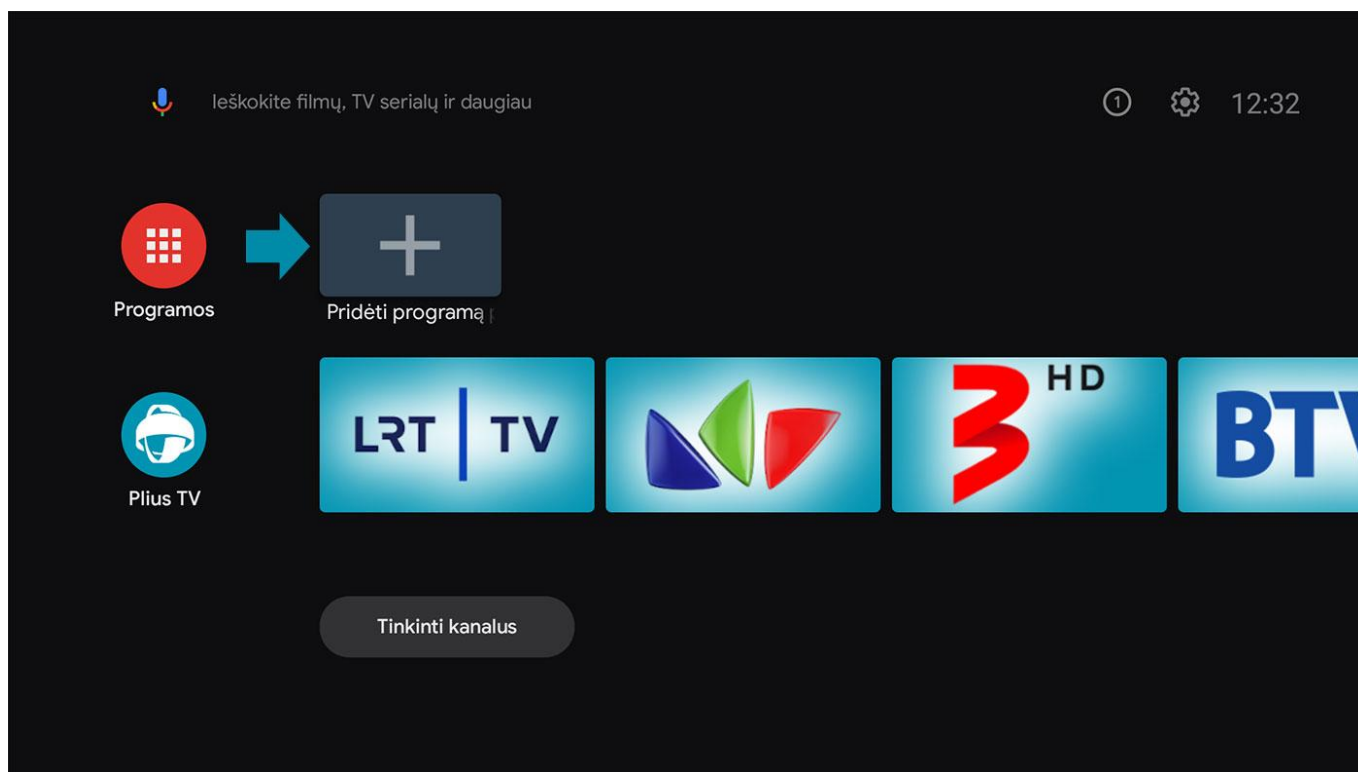 Ieškokite filmų, TV serialų ir daugiau
1
12:32
Programos
Pridėti programą
Plius TV
LRT TV
3 HD
BTV
Tinkinti kanalus